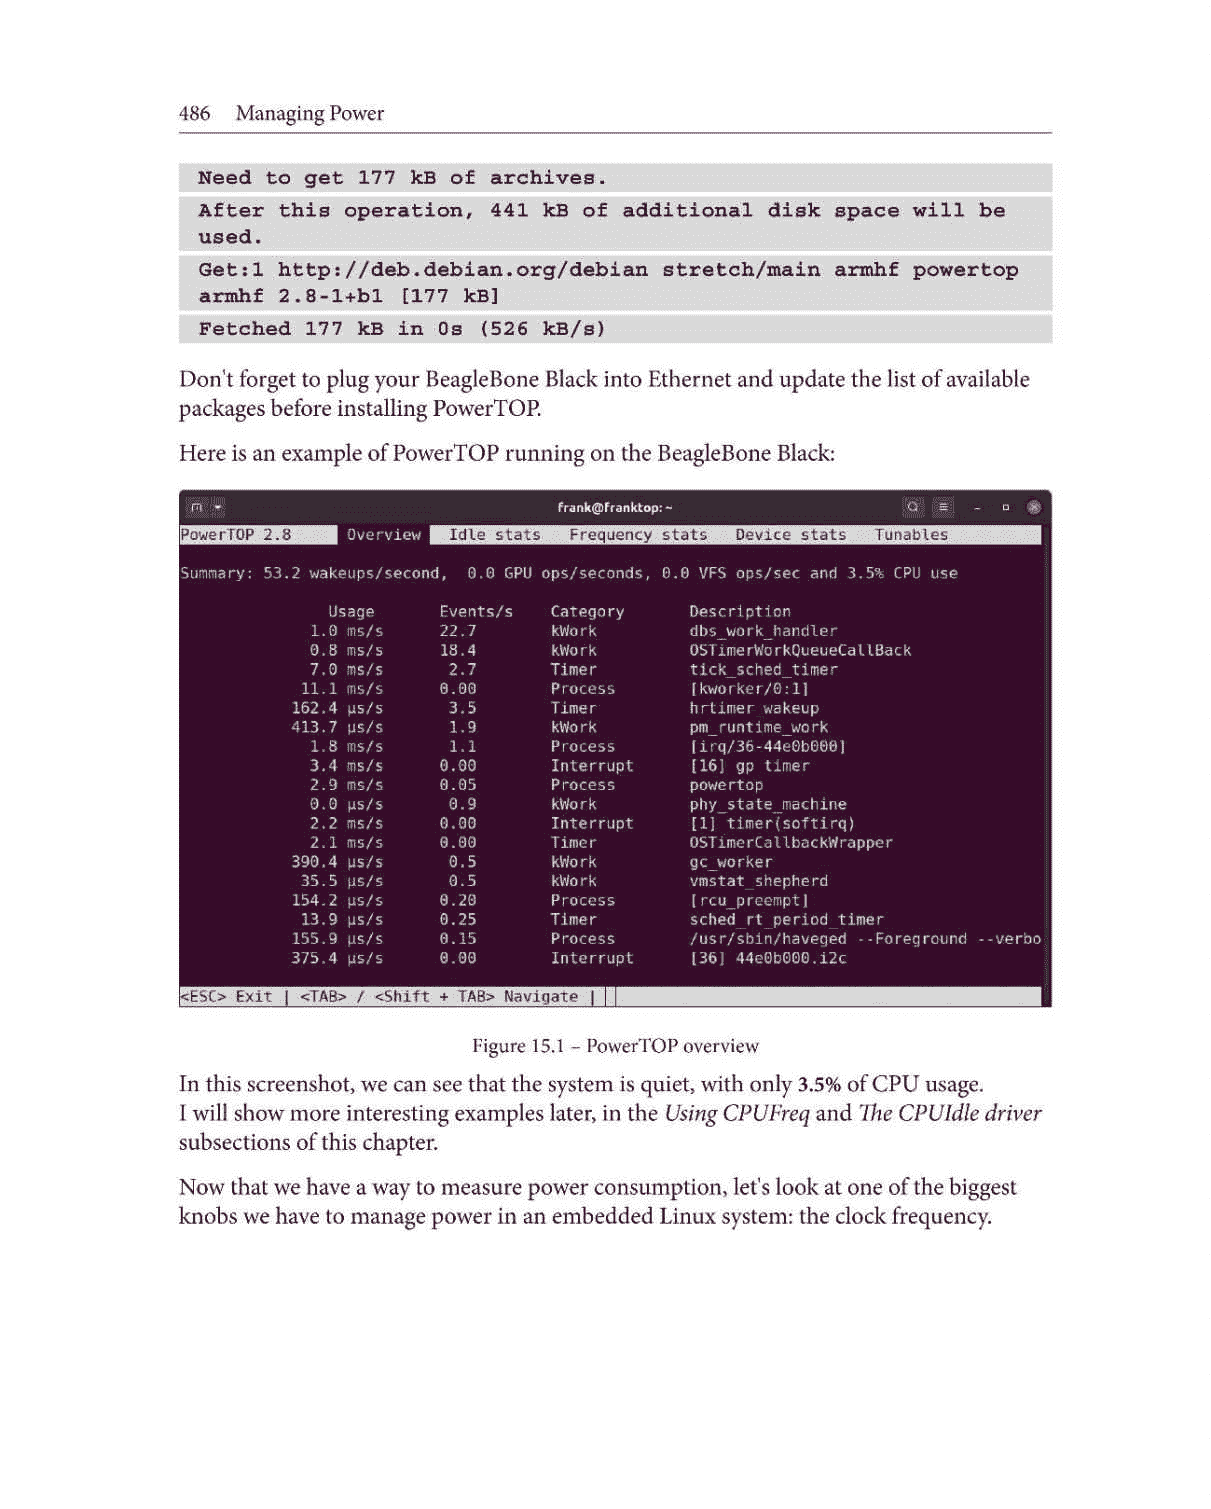 486 Managing Power
Need to get 177 kB of archives.
After this operation, 441 kB of additional disk space will be
used.
Get:1 http://deb.debian.org/debian stretch/main armhf powertop
armhf 2.8-1+b1 [177 kB]
Fetched 177 kB in 0s (526 kB/s)
Don't forget to plug your BeagleBone Black into Ethernet and update the list of available
packages before installing PowerTOP.
Here is an example of PowerTOP running on the BeagleBone Black:
frank@franktop: ~
PowerTOP 2.8 Overview Idle stats Frequency stats Device stats Tunables
Summary: 53.2 wakeups/second, 0.0 GPU ops/seconds, 0.0 VFS ops/sec and 3.5% CPU use
Usage Events/s Category Description
1.0 ms/s 22.7 kWork dbs_work_handler
0.8 ms/s 18.4 kWork OSTimerWorkQueueCallBack
7.0 ms/s 2.7 Timer tick_sched_timer
11.1 ms/s 0.00 Process [kworker/0:1]
162.4 µs/s 3.5 Timer hrtimer_wakeup
413.7 µs/s 1.9 kWork pm_runtime_work
1.8 ms/s 1.1 Process [irq/36-44e0b000]
3.4 ms/s 0.00 Interrupt [16] gp_timer
2.9 ms/s 0.05 Process powertop
0.0 µs/s 0.9 kWork phy_state_machine
2.2 ms/s 0.00 Interrupt [1] timer(softirq)
2.1 ms/s 0.00 Timer OSTimerCallbackWrapper
390.4 µs/s 0.5 kWork gc_worker
35.5 µs/s 0.5 kWork vmstat_shepherd
154.2 µs/s 0.20 Process [rcu_preempt]
13.9 µs/s 0.25 Timer sched_rt_period_timer
155.9 µs/s 0.15 Process /usr/sbin/haveged --Foreground --verbo
375.4 µs/s 0.00 Interrupt [36] 44e0b000.i2c
<ESC> Exit | <TAB> / <Shift + TAB> Navigate |
Figure 15.1 – PowerTOP overview
In this screenshot, we can see that the system is quiet, with only 3.5% of CPU usage.
I will show more interesting examples later, in the Using CPUFreq and The CPUIdle driver
subsections of this chapter.
Now that we have a way to measure power consumption, let's look at one of the biggest
knobs we have to manage power in an embedded Linux system: the clock frequency.